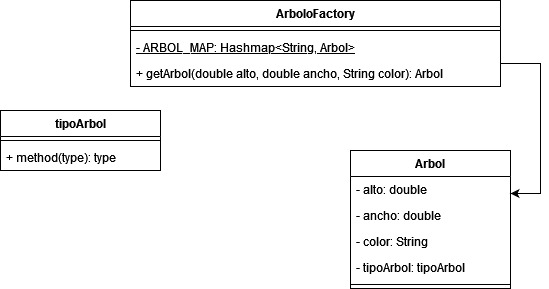 ArboloFactory
- ARBOL_MAP: Hashmap<String, Arbol>
+ getArbol(double alto, double ancho, String color): Arbol
tipoArbol
+ method(type): type
Arbol
- alto: double
- ancho: double
- color: String
- tipoArbol: tipoArbol